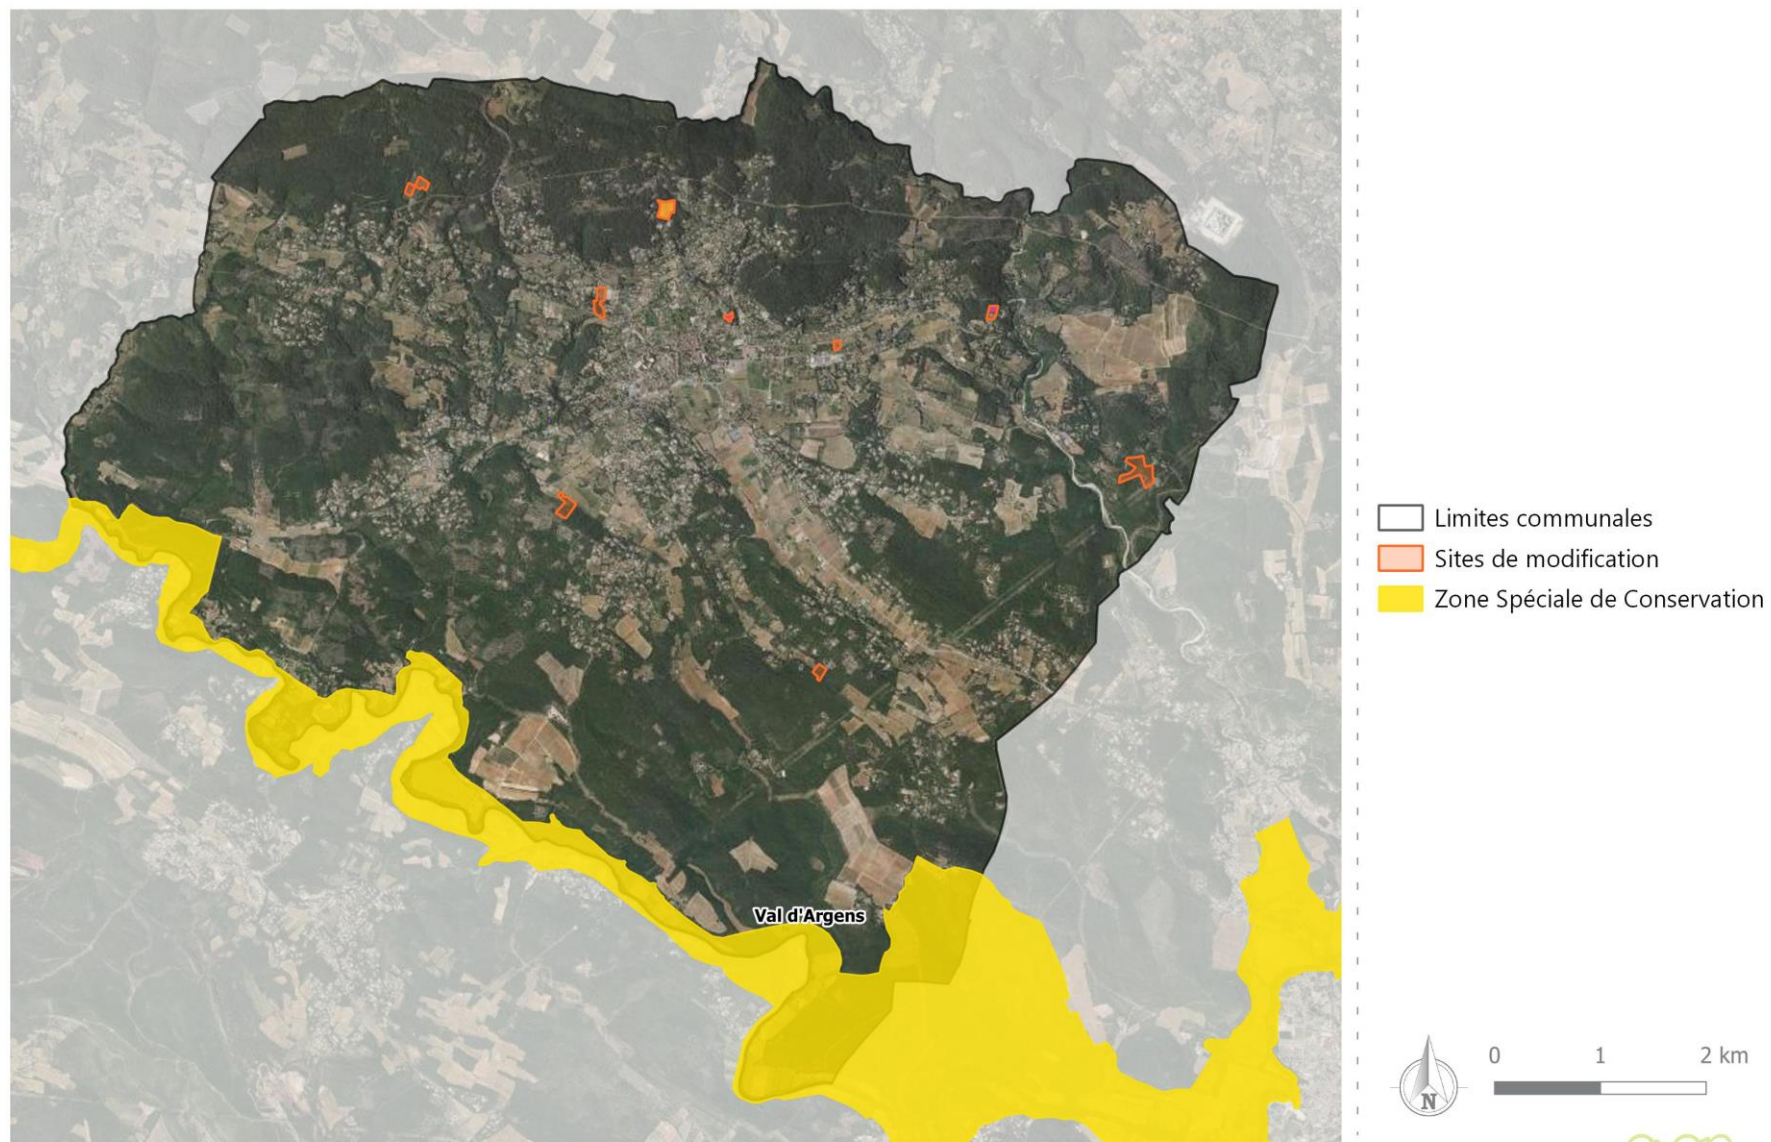 Val d'Argens
Limites communales
Sites de modification
Zone Spéciale de Conservation
0 1 2 km
N